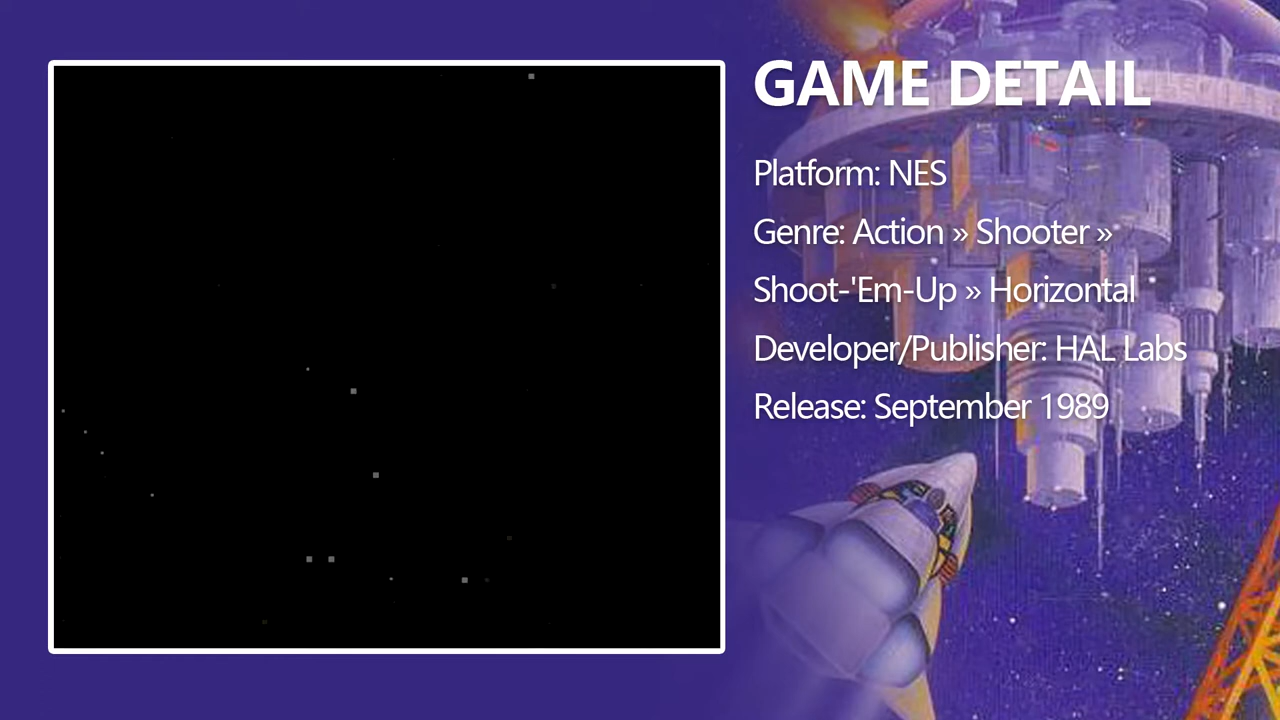 GAME DETAIL
Platform: NES
Genre: Action » Shooter »
Shoot-'Em-Up » Horizontal
Developer/Publisher: HAL Labs
Release: September 1989